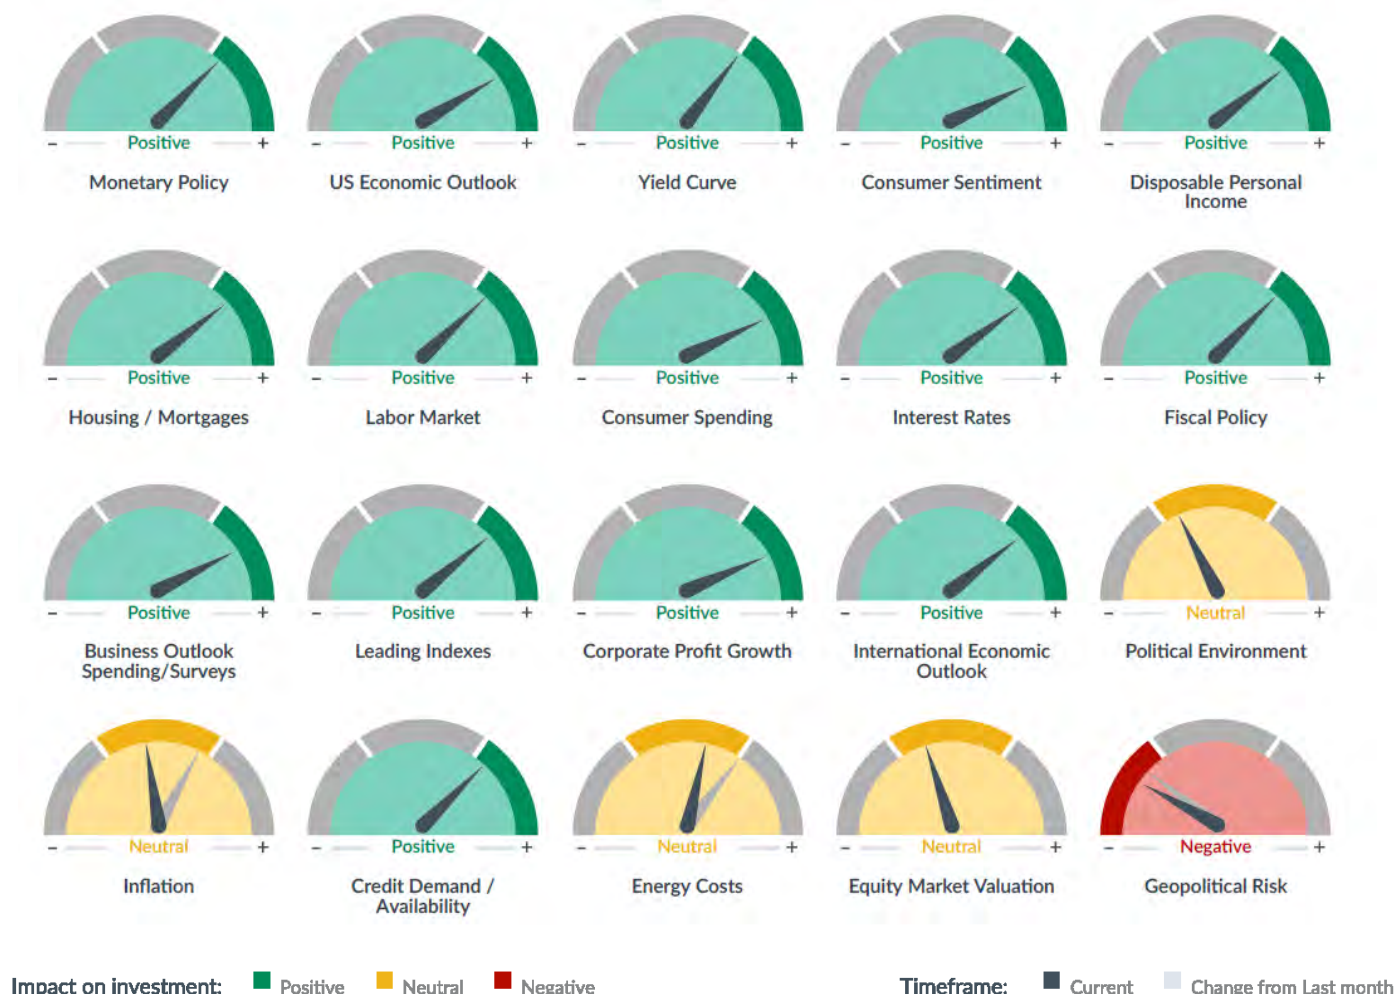 - Positive + - Positive + - Positive + - Positive + - Positive +
Monetary Policy US Economic Outlook Yield Curve Consumer Sentiment Disposable Personal
Income
- Positive + - Positive + - Positive + - Positive + - Positive +
Housing / Mortgages Labor Market Consumer Spending Interest Rates Fiscal Policy
- Positive + - Positive + - Positive + - Positive + - Neutral +
Business Outlook Leading Indexes Corporate Profit Growth International Economic Political Environment
Spending/Surveys Outlook
- Neutral + - Positive + - Neutral + - Neutral + - Negative +
Inflation Credit Demand / Energy Costs Equity Market Valuation Geopolitical Risk
Availability
Impact on investment: Positive Neutral Negative Timeframe: Current Change from Last month